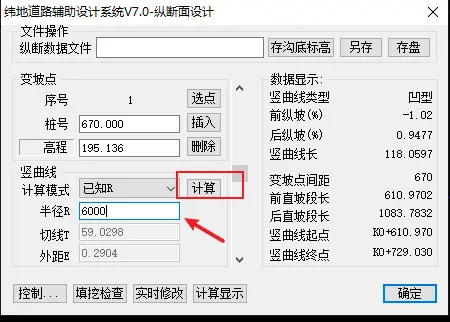 纬地道路辅助设计系统V7.0-纵断面设计
文件操作
纵断数据文件 存沟底标高 另存 存盘
变坡点
序号 1 选点
桩号 670.000 插入
高程 195.136 删除
竖曲线
计算模式 已知R 计算
半径R 6000
切线T 59.0298
外距E 0.2904
数据显示:
竖曲线类型 凹型
前纵坡(%) -1.02
后纵坡(%) 0.9477
竖曲线长 118.0597
变坡点间距 670
前直坡段长 610.9702
后直坡段长 1083.7832
竖曲线起点 K0+610.970
竖曲线终点 K0+729.030
控制... 填挖检查 实时修改 计算显示 确定